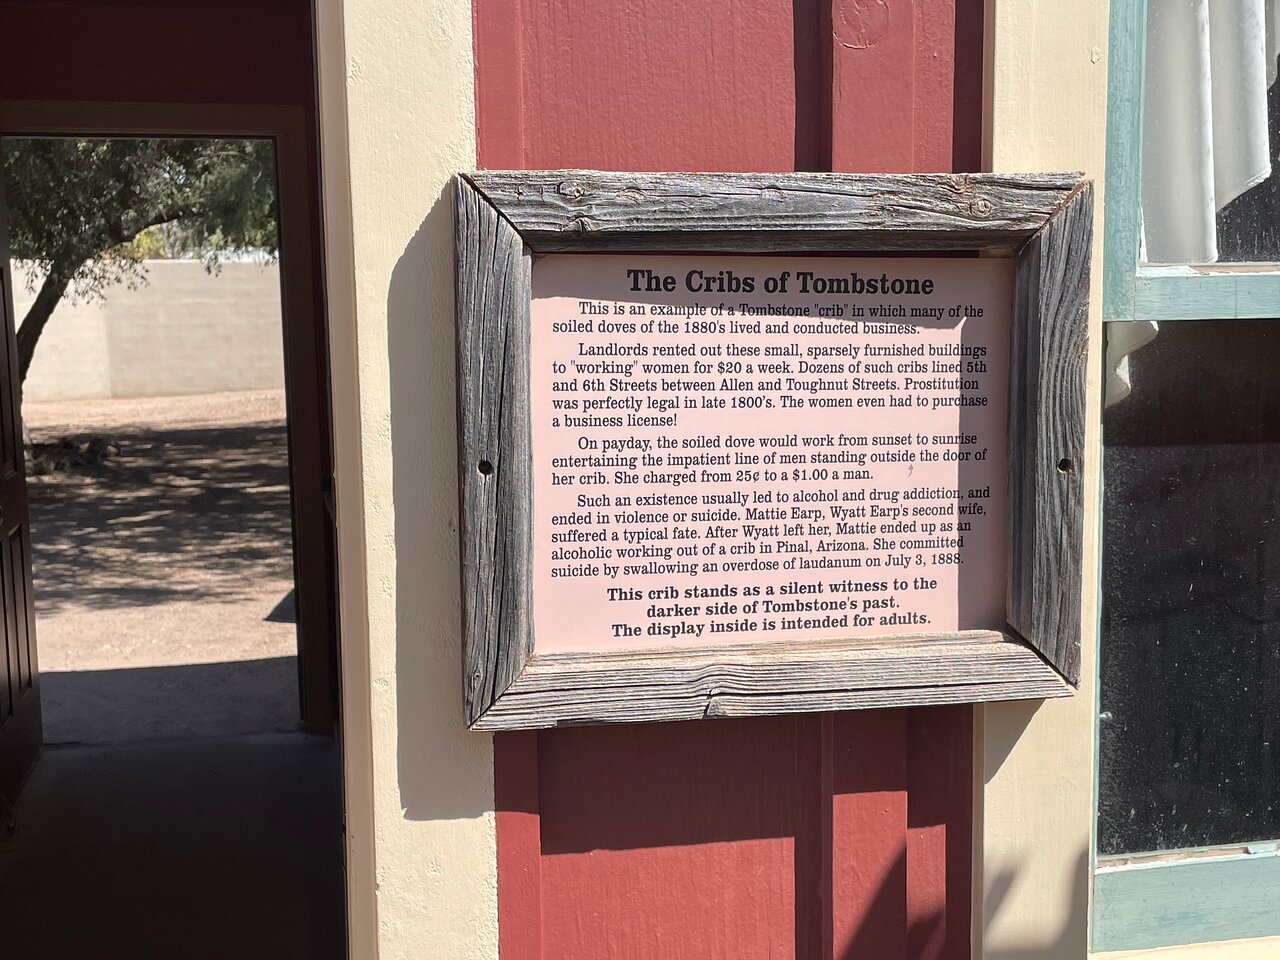 The Cribs of Tombstone
This is an example of a Tombstone "crib" in which many of the
soiled doves of the 1880's lived and conducted business.
Landlords rented out these small, sparsely furnished buildings
to "working" women for $20 a week. Dozens of such cribs lined 5th
and 6th Streets between Allen and Toughnut Streets. Prostitution
was perfectly legal in late 1800's. The women even had to purchase
a business license!
On payday, the soiled dove would work from sunset to sunrise
entertaining the impatient line of men standing outside the door of
her crib. She charged from 25¢ to a $1.00 a man.
Such an existence usually led to alcohol and drug addiction, and
ended in violence or suicide. Mattie Earp, Wyatt Earp's second wife,
suffered a typical fate. After Wyatt left her, Mattie ended up as an
alcoholic working out of a crib in Pinal, Arizona. She committed
suicide by swallowing an overdose of laudanum on July 3, 1888.
This crib stands as a silent witness to the
darker side of Tombstone's past.
The display inside is intended for adults.